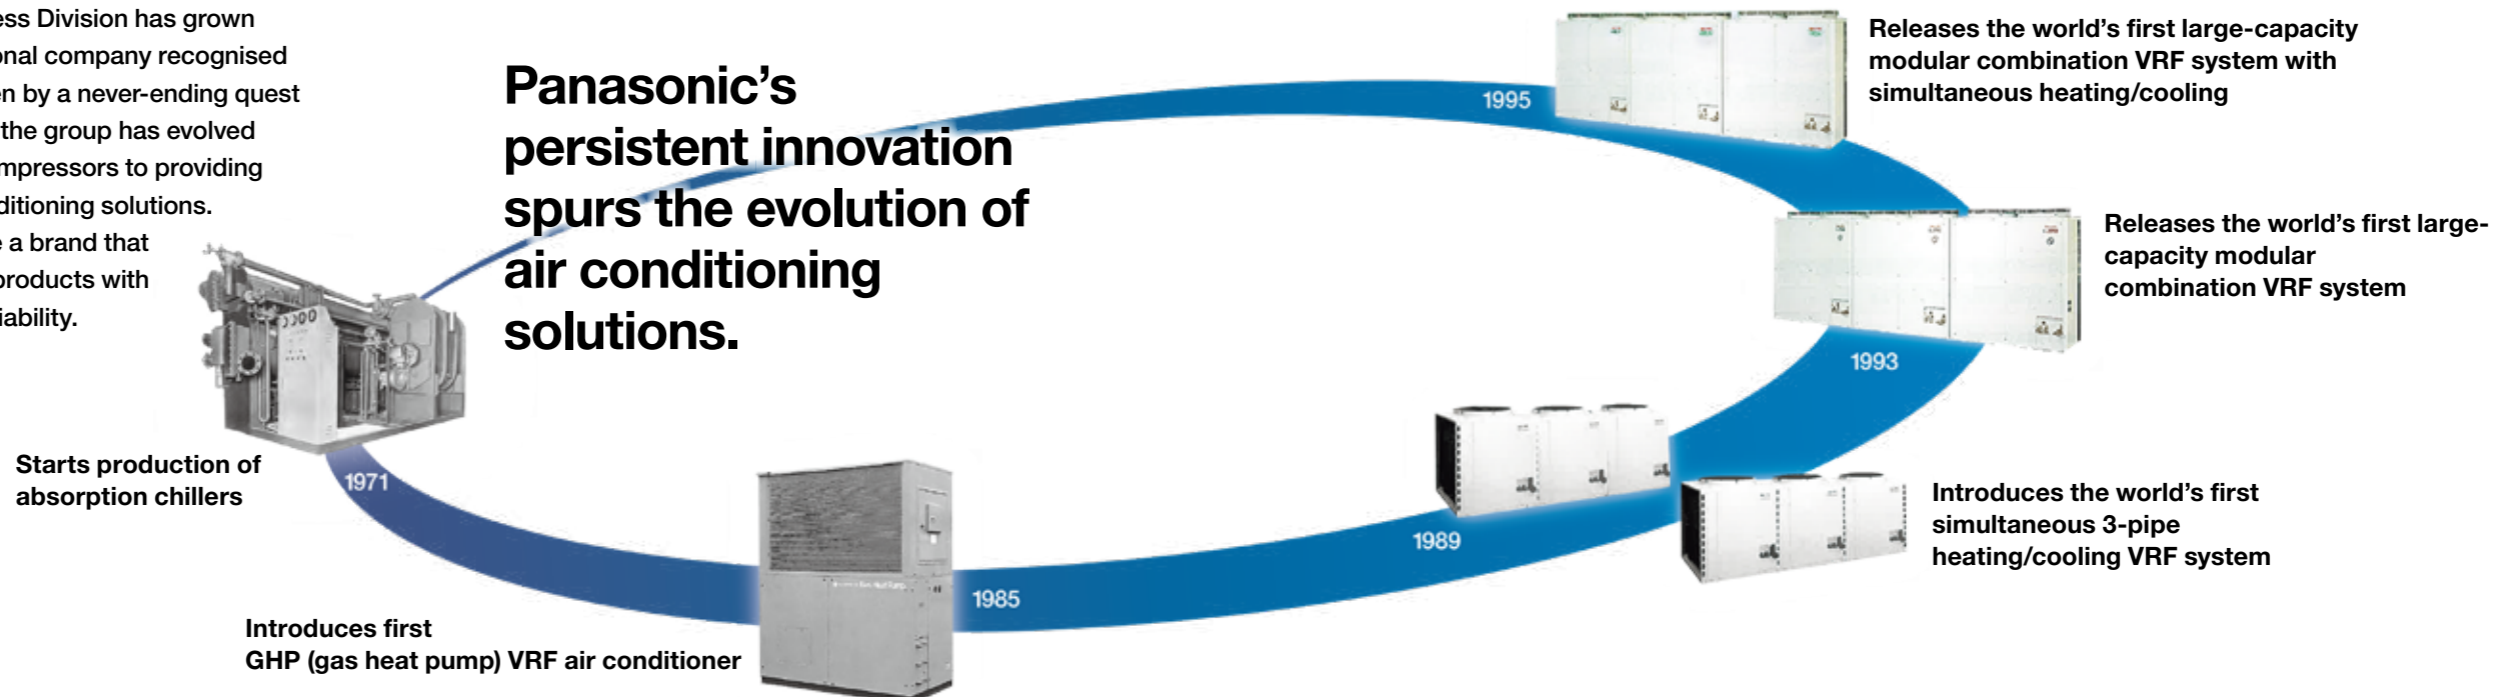 ess Division has grown
onal company recognised
en by a never-ending quest
the group has evolved
mpressors to providing
ditioning solutions.
e a brand that
products with
iability.
Panasonic’s
persistent innovation
spurs the evolution of
air conditioning
solutions.
1995
Releases the world’s first large-capacity
modular combination VRF system with
simultaneous heating/cooling
Releases the world’s first large-
capacity modular
combination VRF system
1993
Starts production of
absorption chillers
1971
Introduces the world’s first
simultaneous 3-pipe
heating/cooling VRF system
1989
1985
Introduces first
GHP (gas heat pump) VRF air conditioner